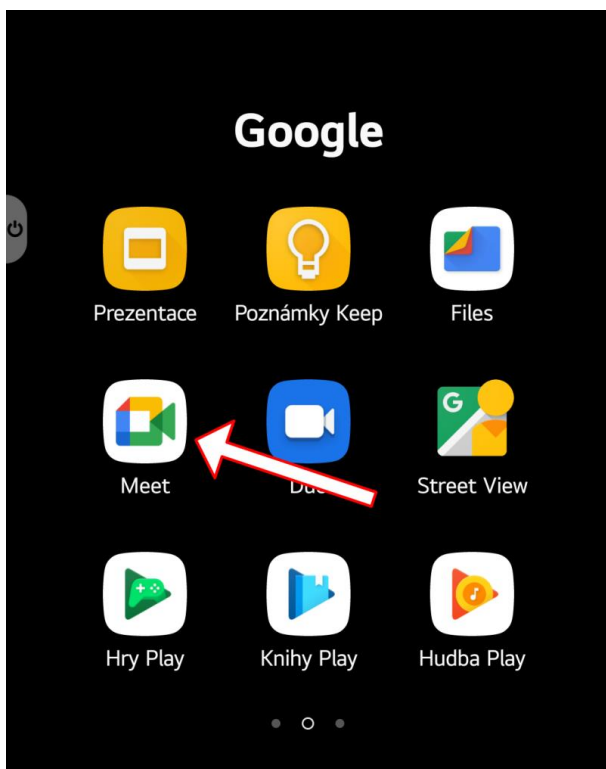 Google
Prezentace Poznámky Keep Files
G
Meet Street View
Hry Play Knihy Play Hudba Play